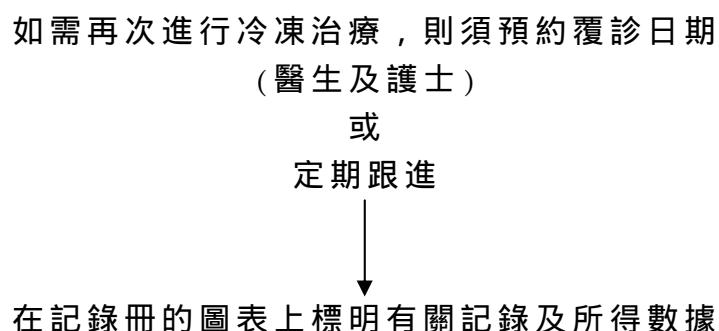 如需再次進行冷凍治療，則須預約覆診日期
(醫生及護士)
或
定期跟進
在記錄冊的圖表上標明有關記錄及所得數據